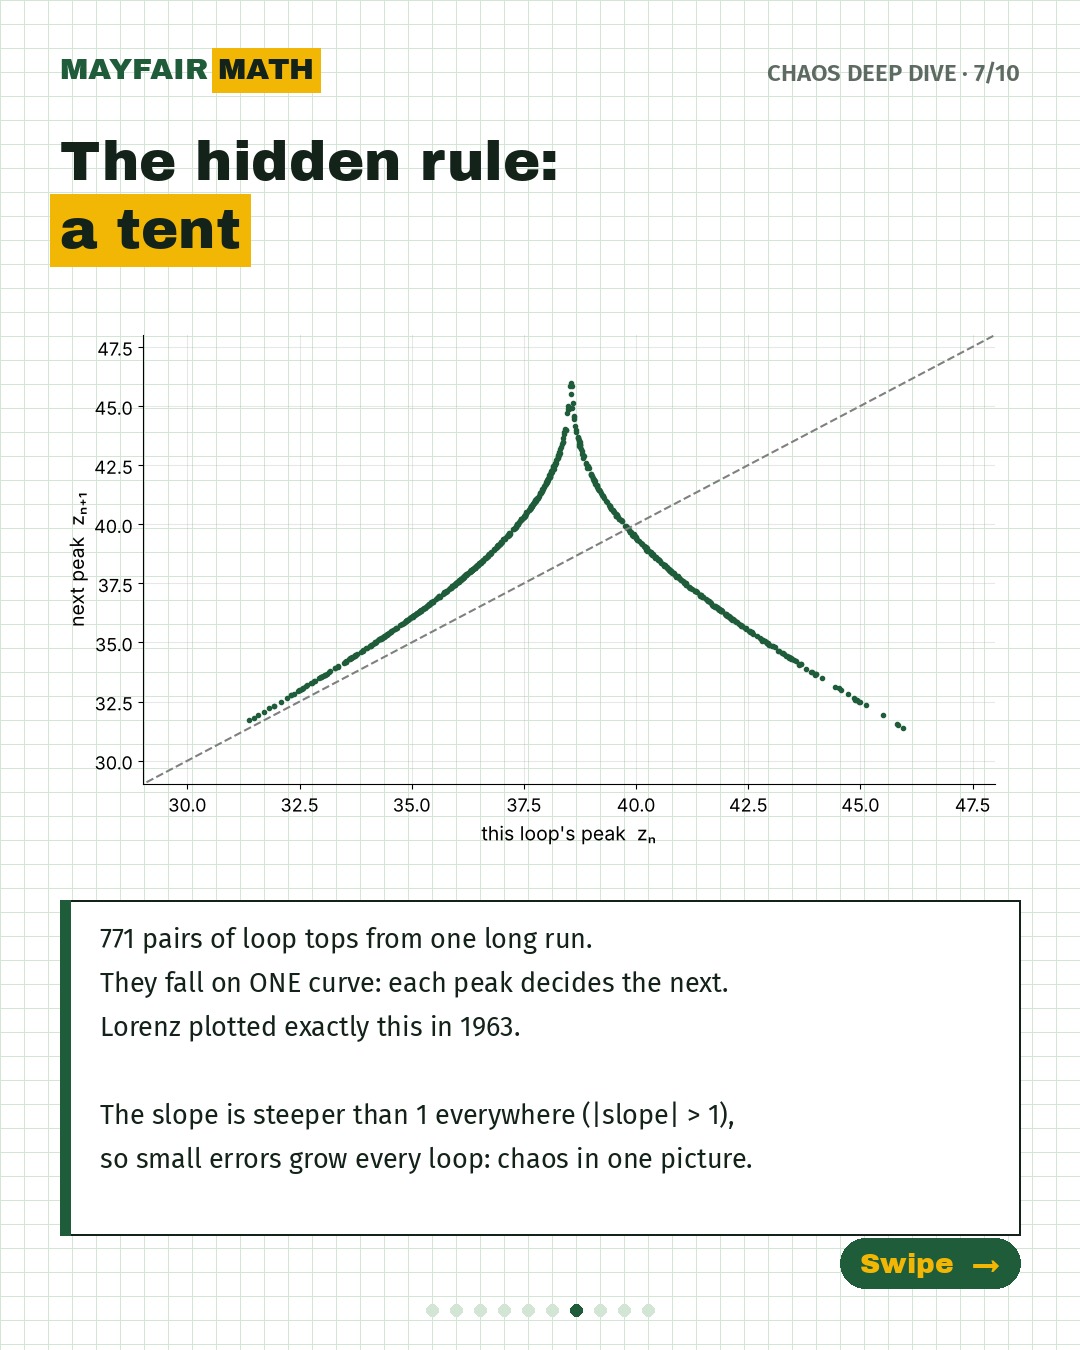 MAYFAIR MATH
CHAOS DEEP DIVE · 7/10
The hidden rule:
a tent
47.5
45.0
42.5
40.0
37.5
35.0
32.5
30.0
next peak zₙ₊₁
30.0 32.5 35.0 37.5 40.0 42.5 45.0 47.5
this loop's peak zₙ
771 pairs of loop tops from one long run.
They fall on ONE curve: each peak decides the next.
Lorenz plotted exactly this in 1963.
The slope is steeper than 1 everywhere (|slope| > 1),
so small errors grow every loop: chaos in one picture.
Swipe →